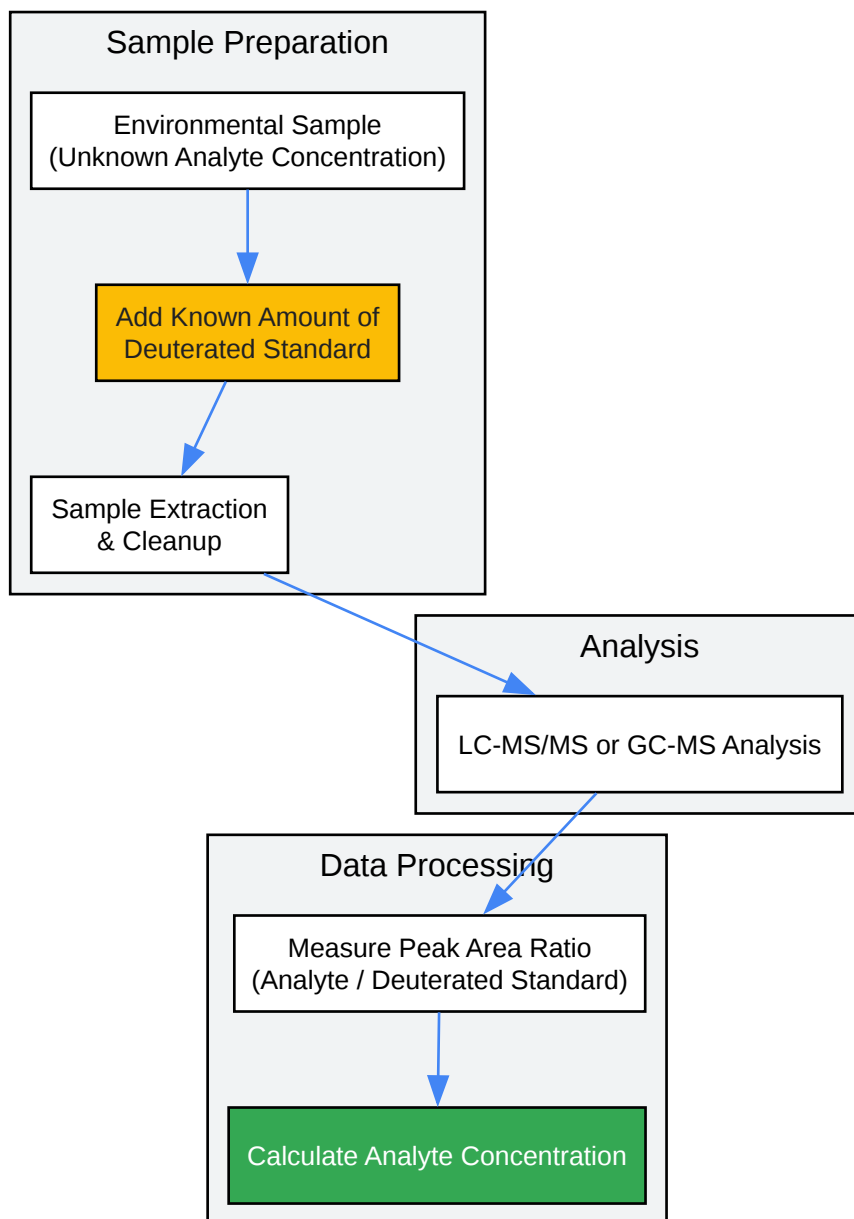 Sample Preparation
Environmental Sample
(Unknown Analyte Concentration)
Add Known Amount of
Deuterated Standard
Sample Extraction
& Cleanup
Analysis
LC-MS/MS or GC-MS Analysis
Data Processing
Measure Peak Area Ratio
(Analyte / Deuterated Standard)
Calculate Analyte Concentration